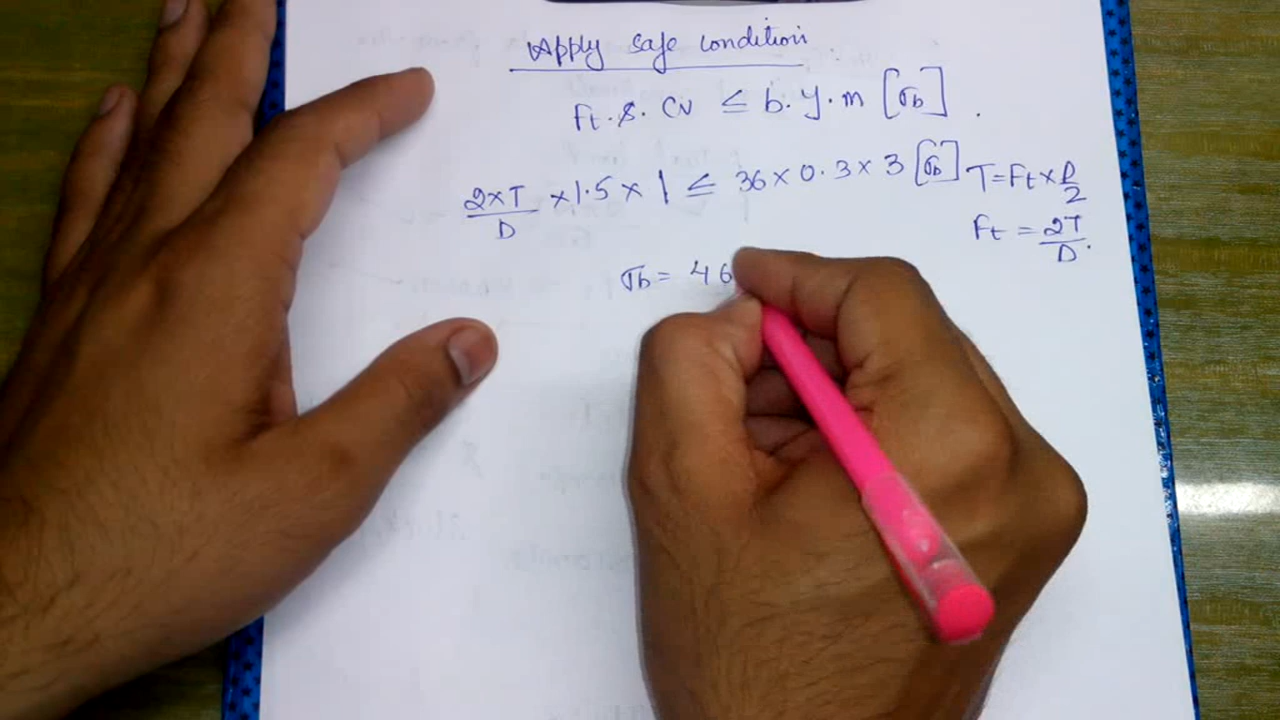 Apply safe condition
Ft.S. Cv ≤ b.y.m [σb].
2×T/D ×1.5×1 ≤ 36×0.3×3 [σb] T=Ft×D/2
Ft = 2T/D.
σb= 46